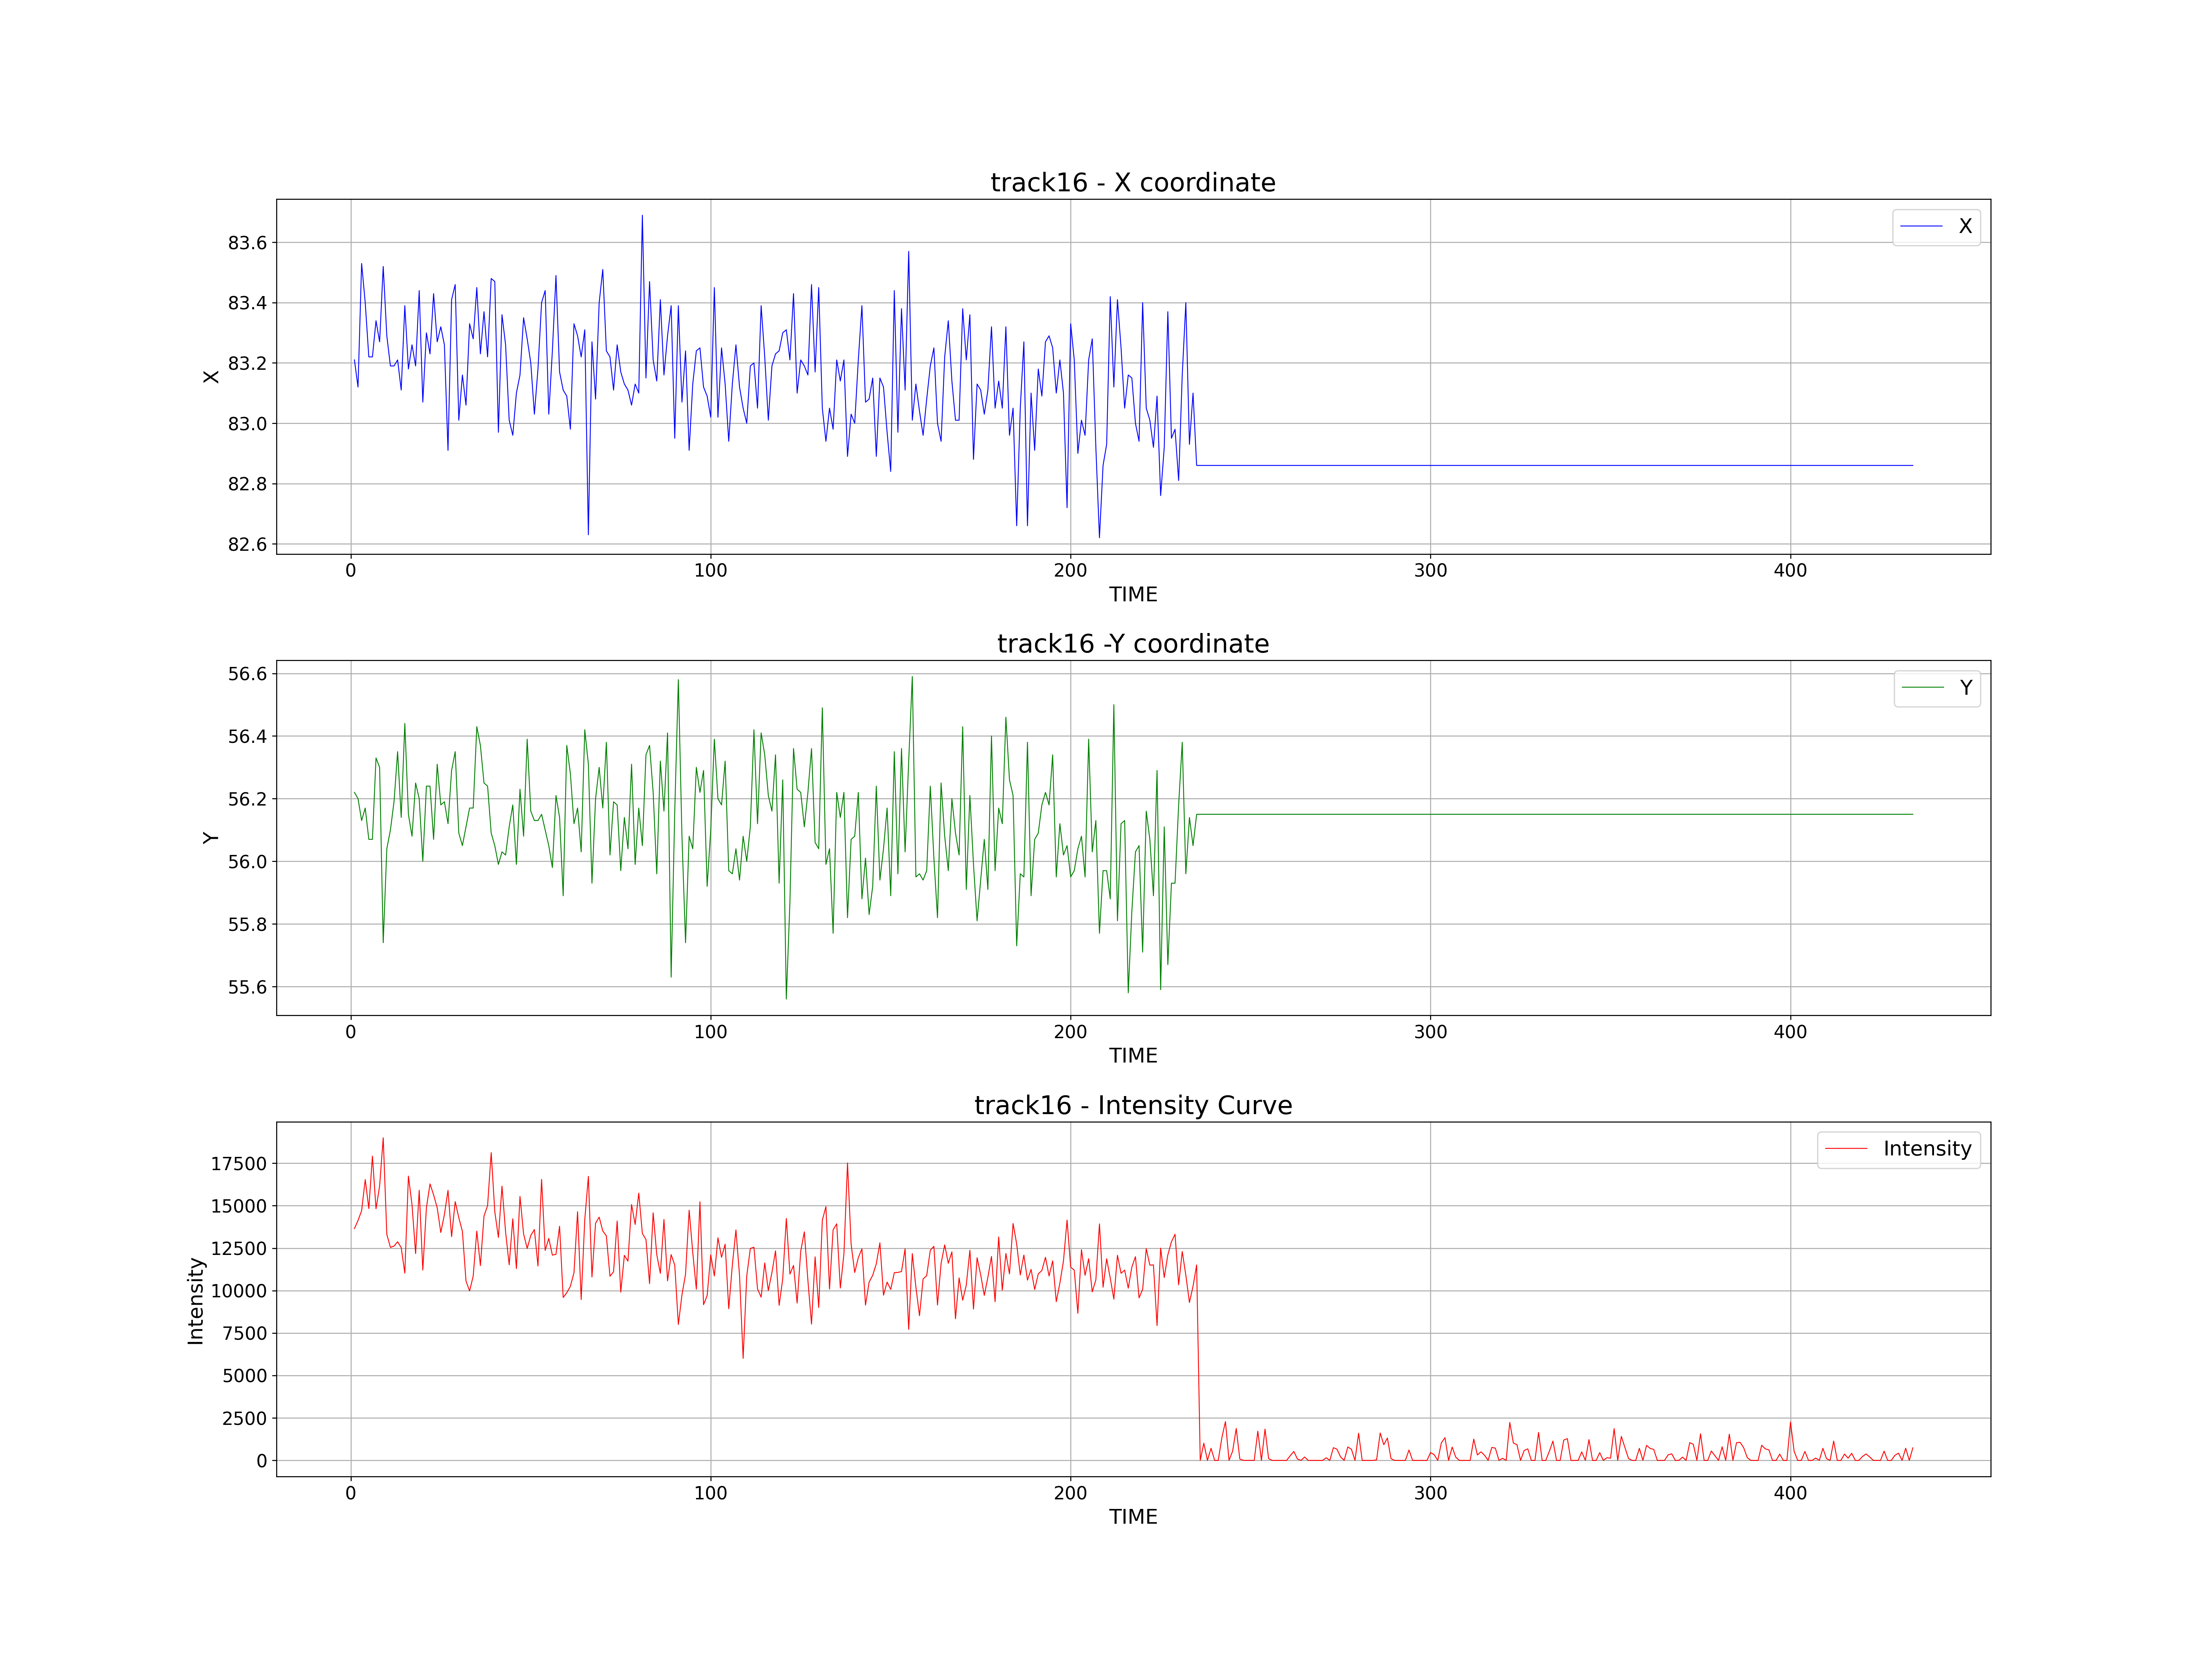 track16 - X coordinate
X
83.6
83.4
83.2
83.0
82.8
82.6
X
0 100 200 300 400
TIME
track16 -Y coordinate
Y
56.6
56.4
56.2
56.0
55.8
55.6
Y
0 100 200 300 400
TIME
track16 - Intensity Curve
Intensity
17500
15000
12500
10000
7500
5000
2500
0
Intensity
0 100 200 300 400
TIME